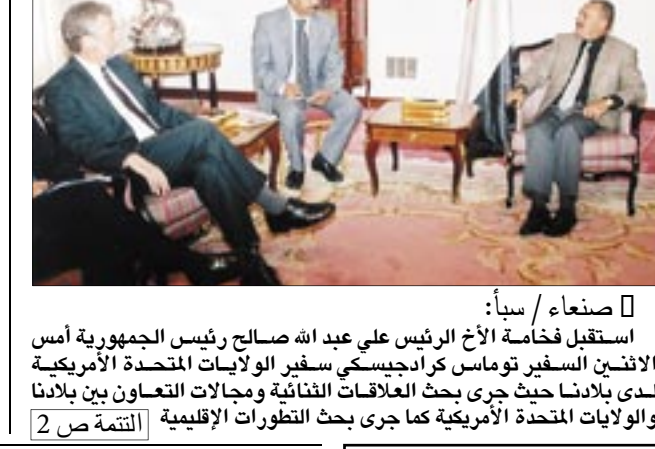 صنعاء / سبأ:
استقبل فخامة الأخ الرئيس علي عبد الله صالح رئيس الجمهورية أمس
الاثنين السفير توماس كرادجيسكي سفير الولايات المتحدة الأمريكية
لدى بلادنا حيث جرى بحث العلاقات الثنائية ومجالات التعاون بين بلادنا
والولايات المتحدة الأمريكية كما جرى بحث التطورات الإقليمية التتمة ص 2